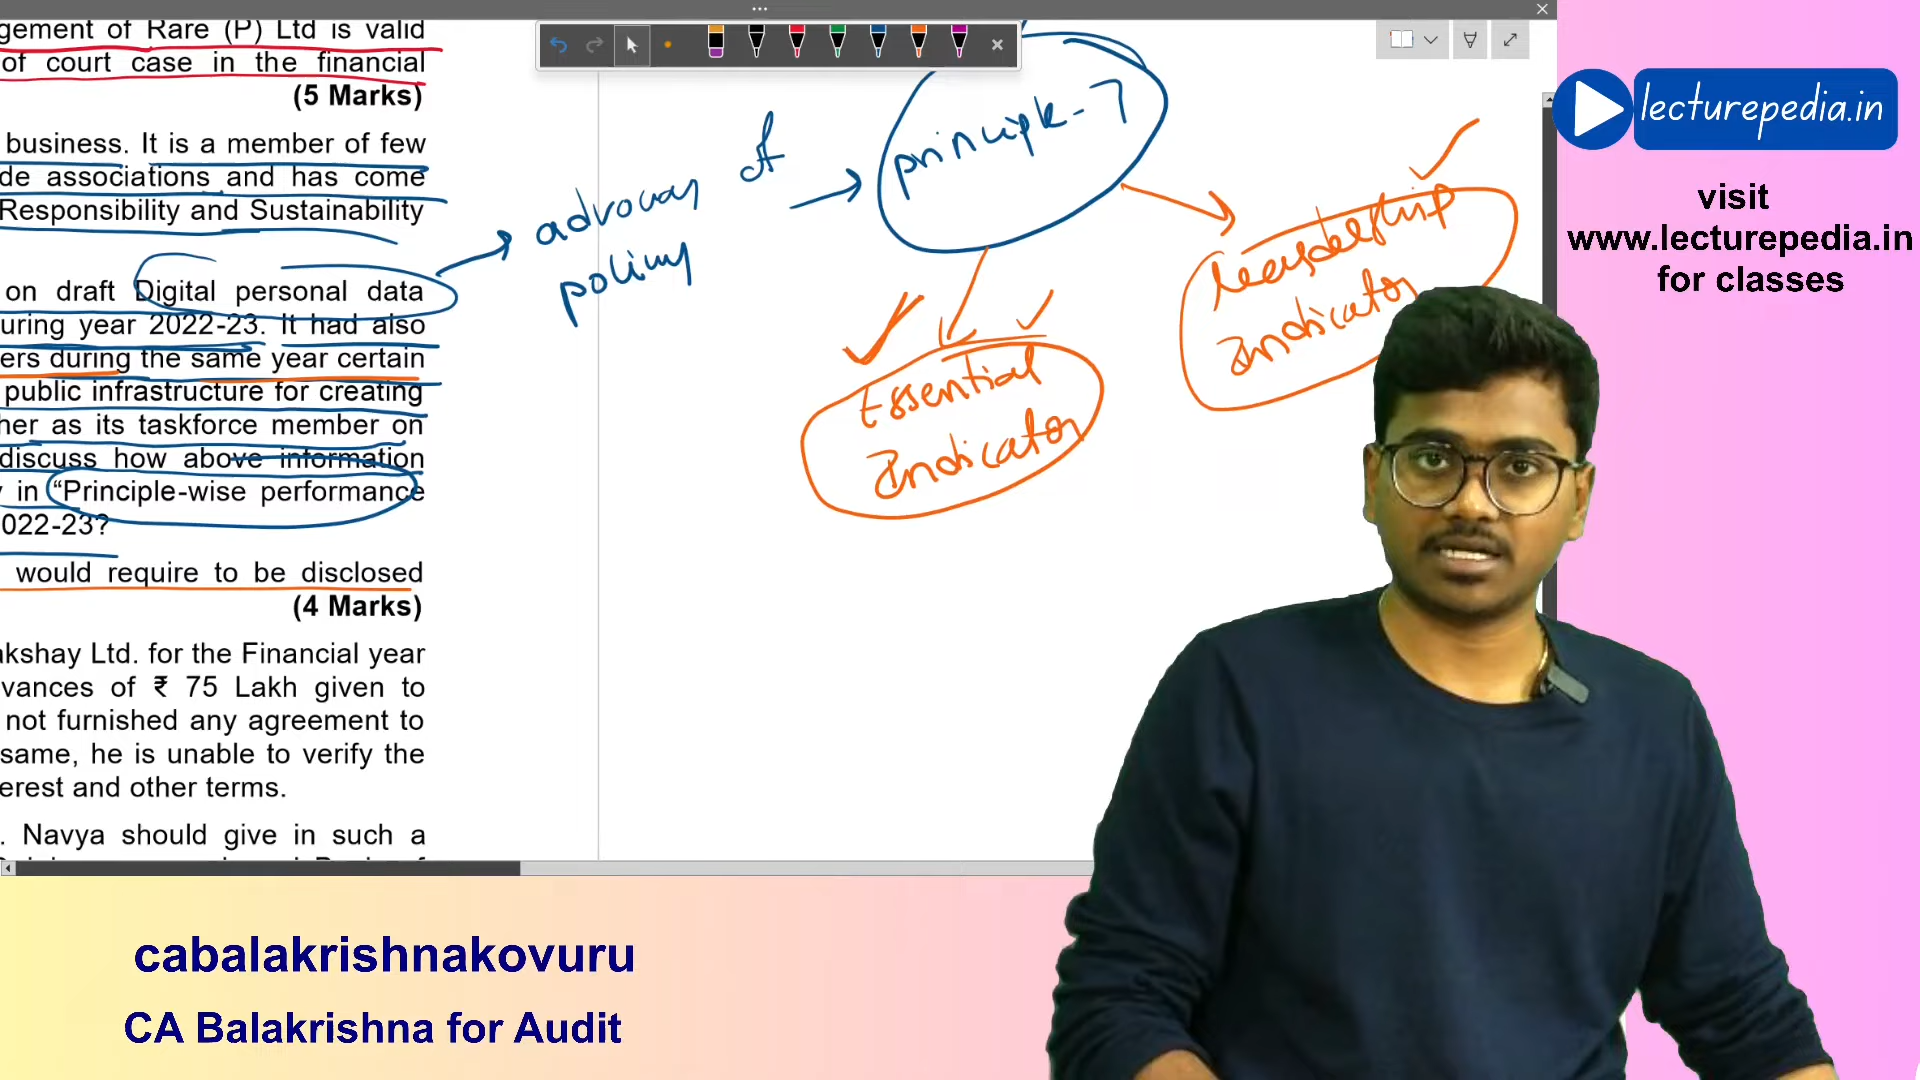 gement of Rare (P) Ltd is valid
of court case in the financial
(5 Marks)
business. It is a member of few
de associations and has come
Responsibility and Sustainability
on draft Digital personal data
uring year 2022-23. It had also
ers during the same year certain
public infrastructure for creating
her as its taskforce member on
discuss how above information
y in “Principle-wise performance
022-23?
would require to be disclosed
(4 Marks)
akshay Ltd. for the Financial year
vances of ₹ 75 Lakh given to
not furnished any agreement to
same, he is unable to verify the
erest and other terms.
. Navya should give in such a
advocay of
policy
principle-7
Essential
Indicator
leadership
Indicator
lecturepedia.in
visit
www.lecturepedia.in
for classes
cabalakrishnakovuru
CA Balakrishna for Audit